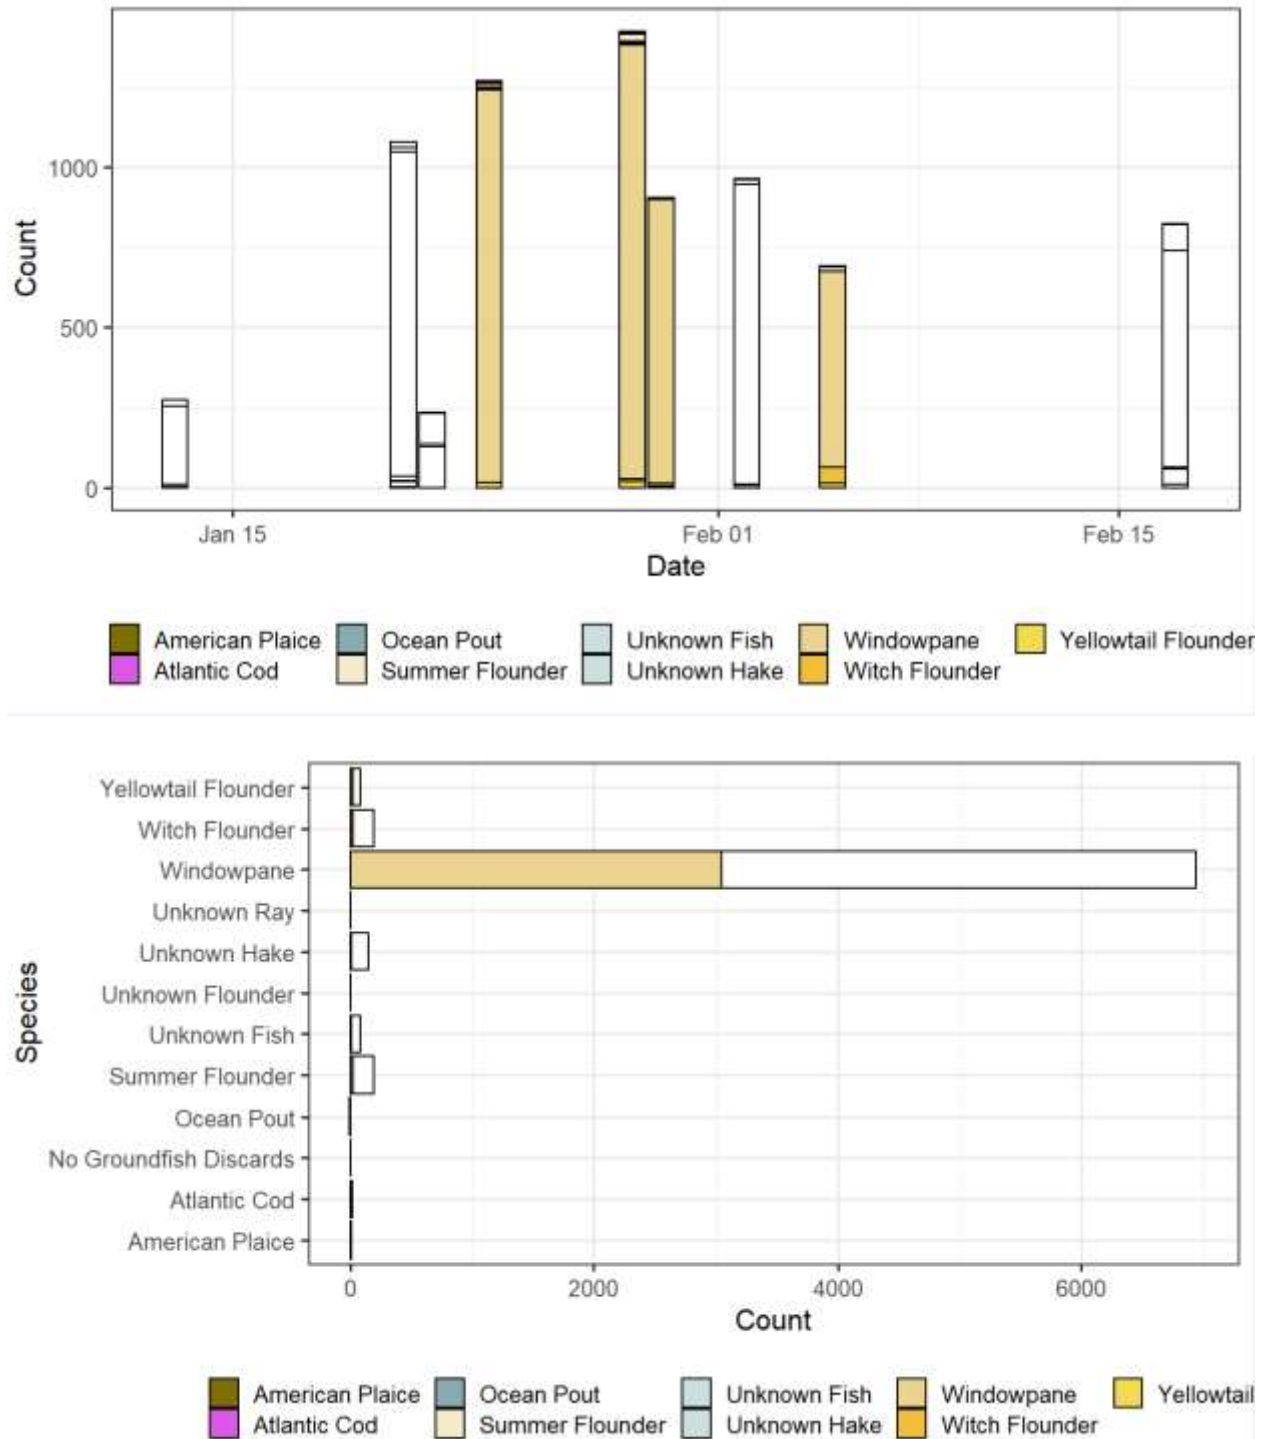 1000
500
0
Count
Jan 15 Feb 01 Feb 15
Date
American Plaice Ocean Pout Unknown Fish Windowpane Yellowtail Flounder
Atlantic Cod Summer Flounder Unknown Hake Witch Flounder
Yellowtail Flounder
Witch Flounder
Windowpane
Unknown Ray
Unknown Hake
Unknown Flounder
Unknown Fish
Summer Flounder
Ocean Pout
No Groundfish Discards
Atlantic Cod
American Plaice
Species
0 2000 4000 6000
Count
American Plaice Ocean Pout Unknown Fish Windowpane Yellowtail
Atlantic Cod Summer Flounder Unknown Hake Witch Flounder